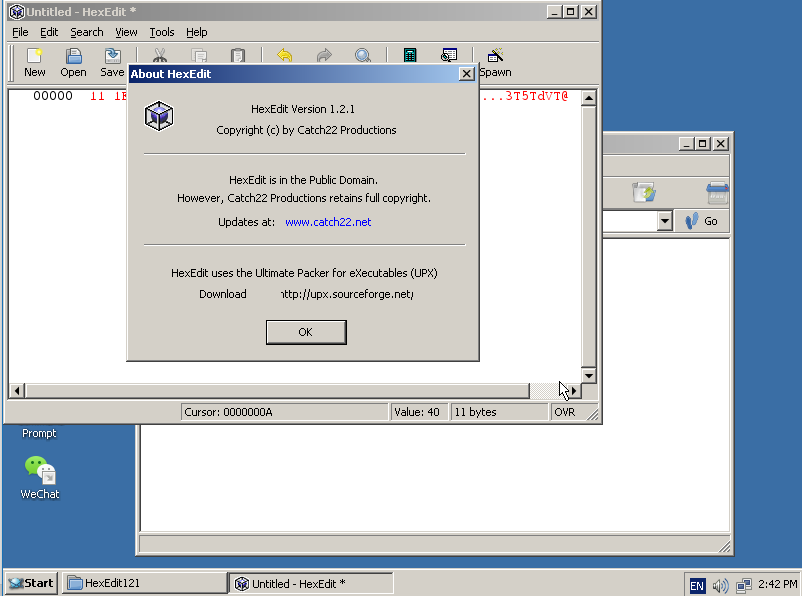 Untitled - HexEdit *
File Edit Search View Tools Help
New Open Save Spawn
About HexEdit
00000 11 1
...3T5TdVT@
HexEdit Version 1.2.1
Copyright (c) by Catch22 Productions
HexEdit is in the Public Domain.
However, Catch22 Productions retains full copyright.
Updates at: www.catch22.net
HexEdit uses the Ultimate Packer for eXecutables (UPX)
Download http://upx.sourceforge.net/
OK
Go
Cursor: 0000000A Value: 40 11 bytes OVR
Prompt
WeChat
Start HexEdit121 Untitled - HexEdit * EN 2:42 PM